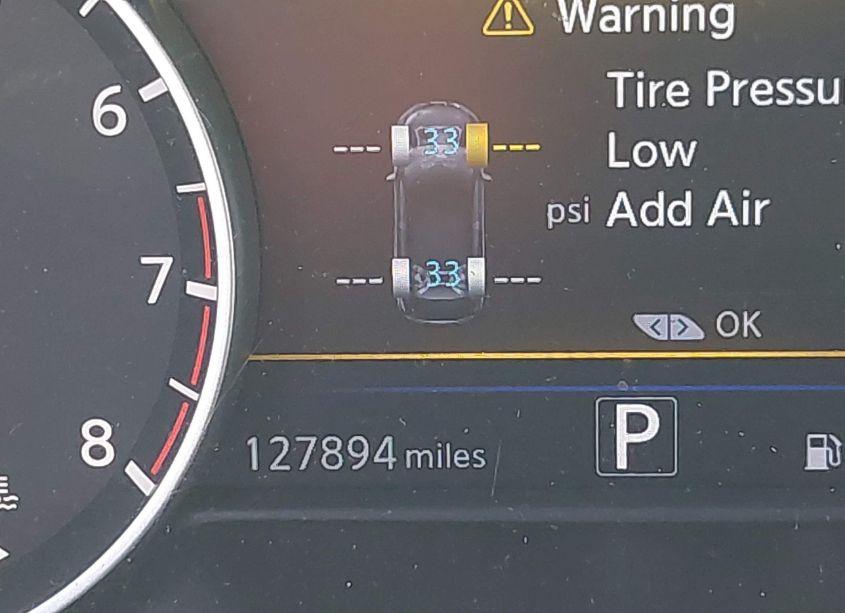 Warning
Tire Pressu
Low
psi Add Air
--- 33 ---
--- 33 ---
< > OK
6
7
8
127894 miles
P